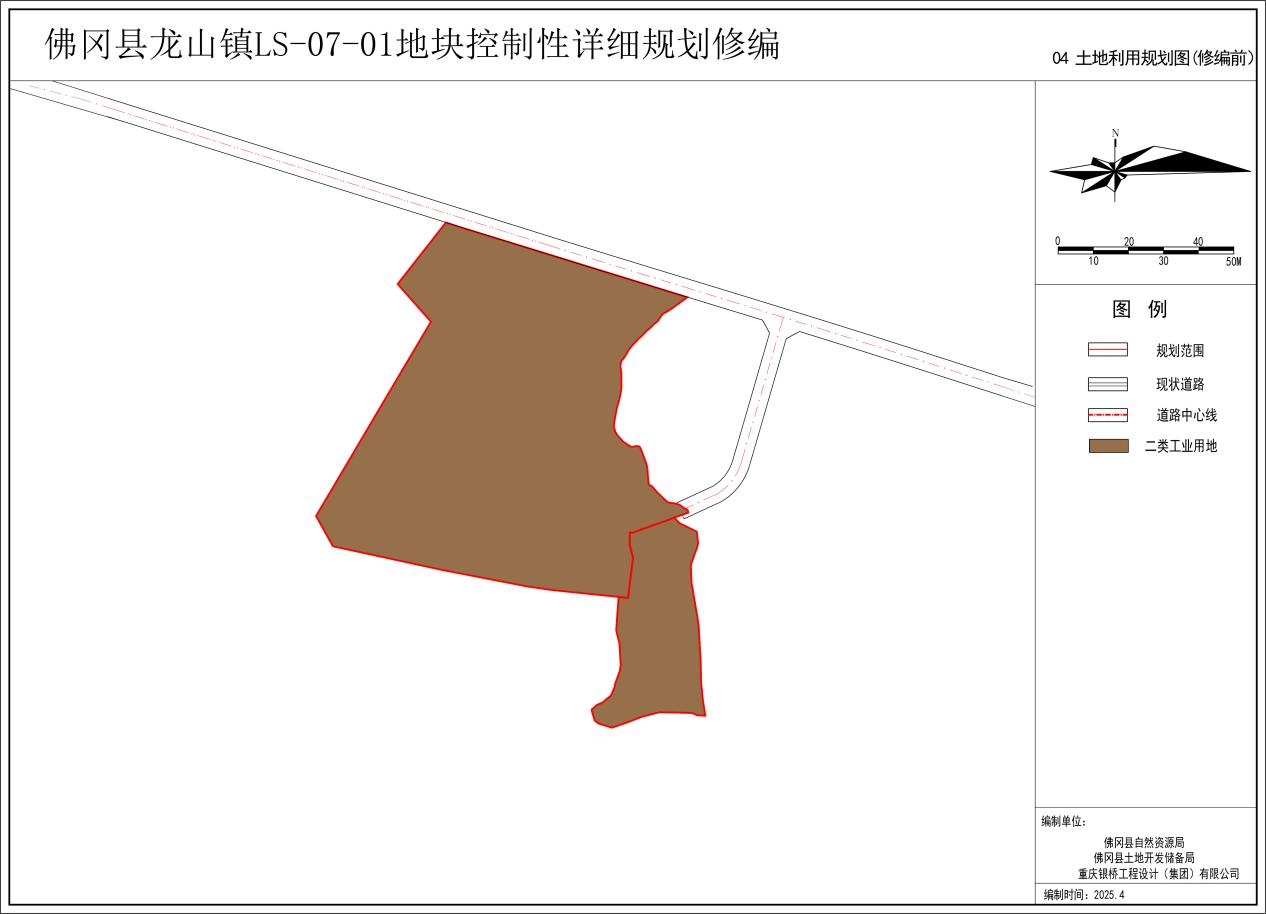 佛冈县龙山镇LS-07-01地块控制性详细规划修编
04 土地利用规划图(修编前)
N
0 20 40
10 30 50M
图 例
规划范围
现状道路
道路中心线
二类工业用地
编制单位:
佛冈县自然资源局
佛冈县土地开发储备局
重庆银桥工程设计(集团)有限公司
编制时间: 2025.4